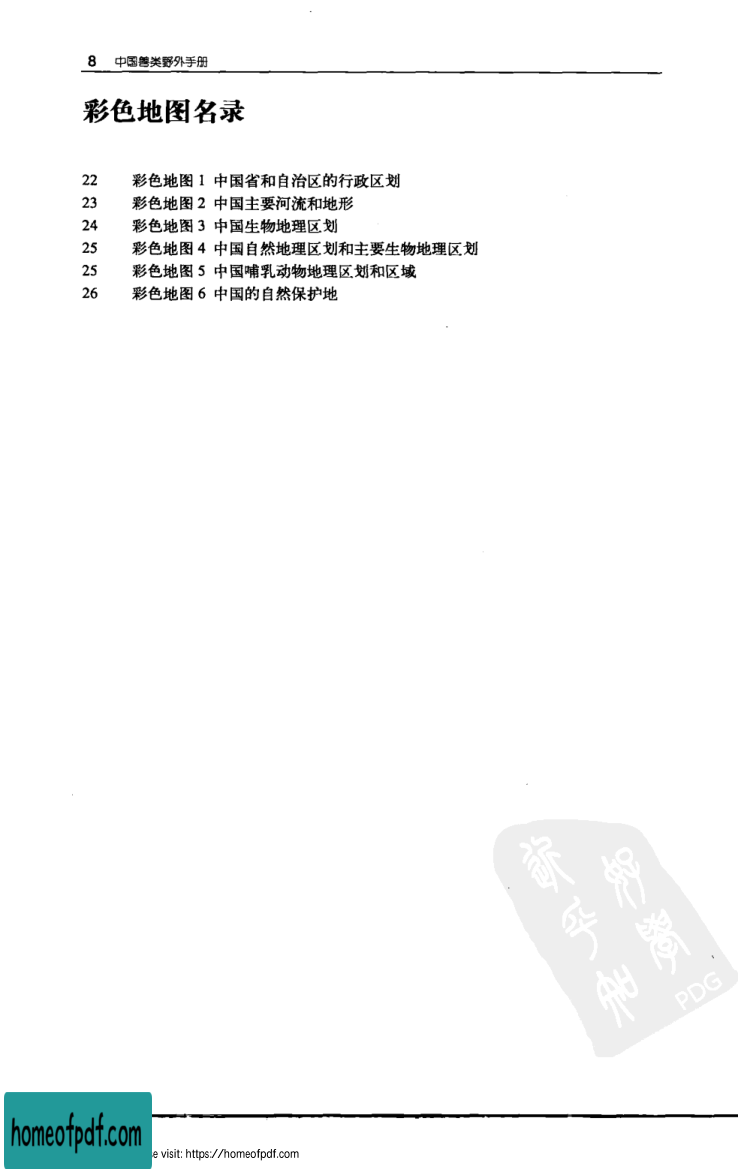 8 中国兽类野外手册
彩色地图名录
22 彩色地图 1 中国省和自治区的行政区划
23 彩色地图 2 中国主要河流和地形
24 彩色地图 3 中国生物地理区划
25 彩色地图 4 中国自然地理区划和主要生物地理区划
25 彩色地图 5 中国哺乳动物地理区划和区域
26 彩色地图 6 中国的自然保护地
PDG
homeofpdf.com
e visit: https://homeofpdf.com